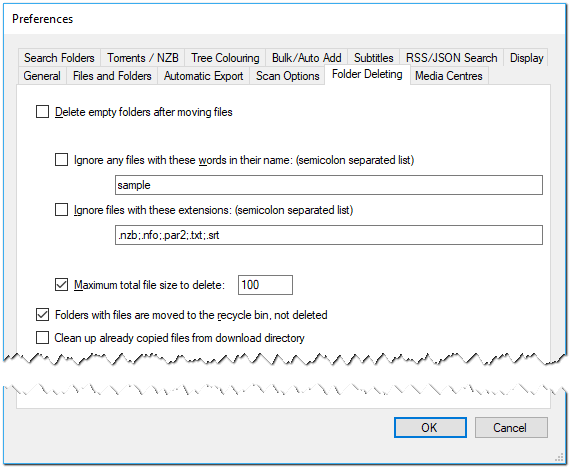 Preferences
Search Folders Torrents / NZB Tree Colouring Bulk/Auto Add Subtitles RSS/JSON Search Display
General Files and Folders Automatic Export Scan Options Folder Deleting Media Centres
Delete empty folders after moving files
Ignore any files with these words in their name: (semicolon separated list)
sample
Ignore files with these extensions: (semicolon separated list)
.nzb;.nfo;.par2;.txt;.srt
Maximum total file size to delete: 100
Folders with files are moved to the recycle bin, not deleted
Clean up already copied files from download directory
OK Cancel